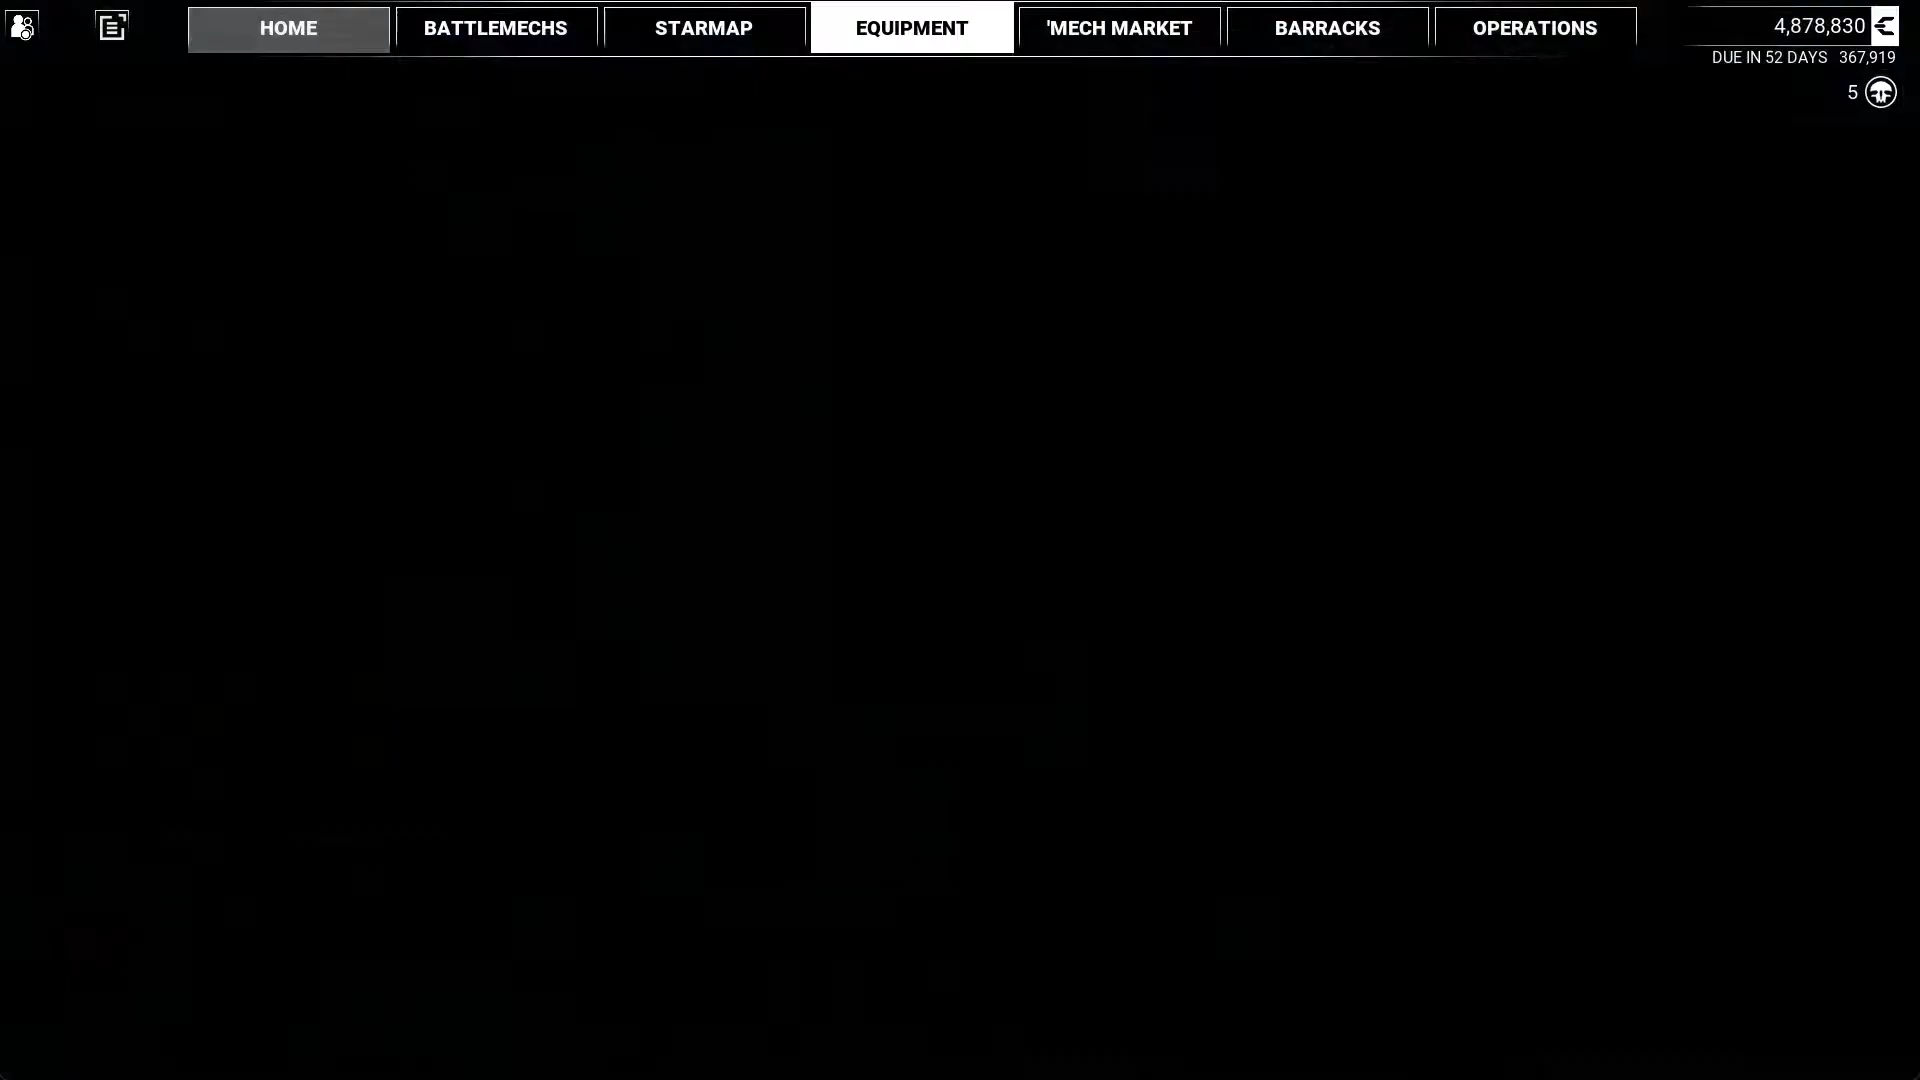 HOME BATTLEMECHS STARMAP EQUIPMENT 'MECH MARKET BARRACKS OPERATIONS 4,878,830
DUE IN 52 DAYS 367,919
5